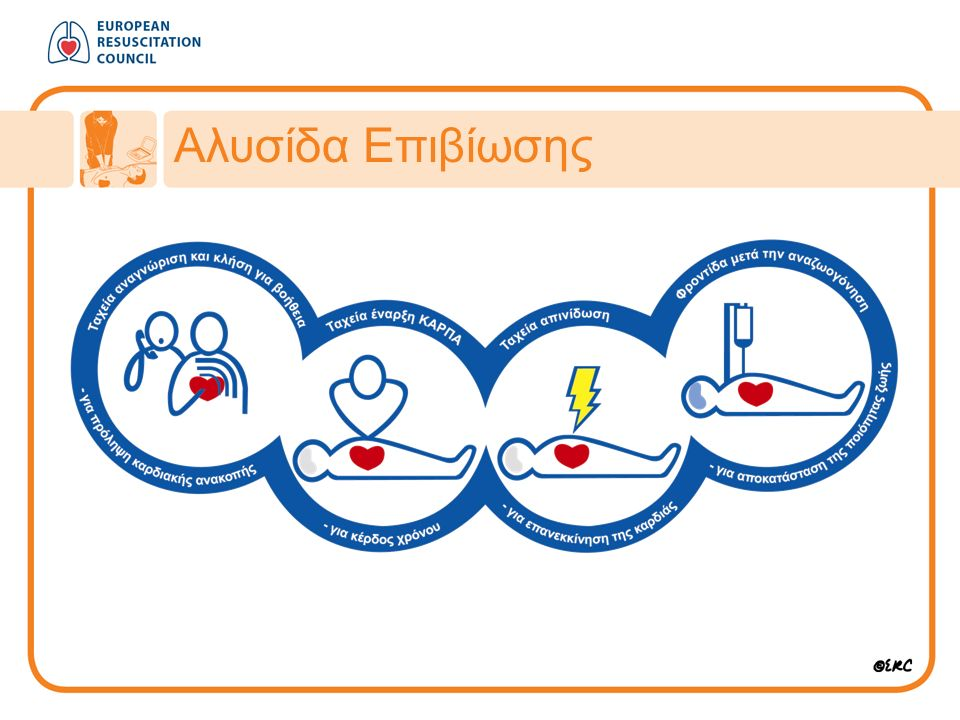 EUROPEAN
RESUSCITATION
COUNCIL
Αλυσίδα Επιβίωσης
Ταχεία αναγνώριση και κλήση για βοήθεια
- για πρόληψη καρδιακής ανακοπής
Ταχεία έναρξη ΚΑΡΠΑ
- για κέρδος χρόνου
Ταχεία απινίδωση
- για επανεκκίνηση της καρδιάς
Φροντίδα μετά την αναζωογόνηση
- για αποκατάσταση της ποιότητας ζωής
©ERC